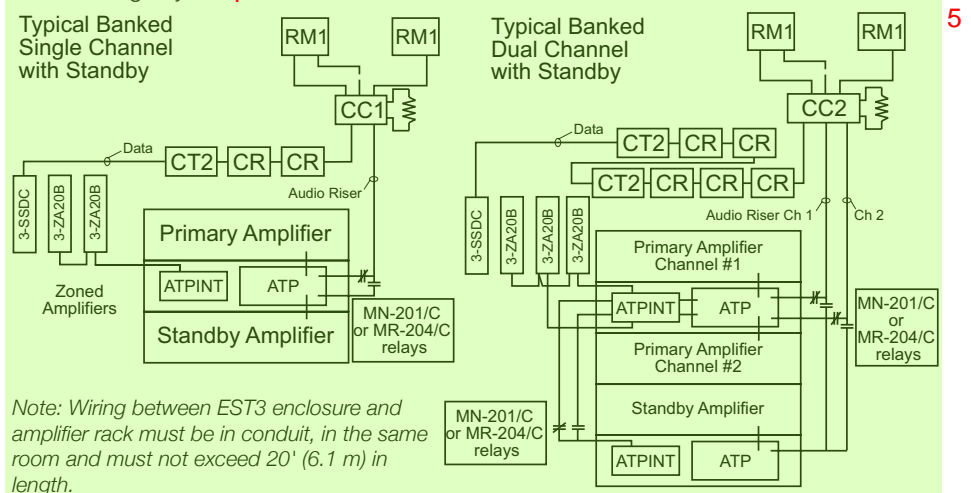 5
Typical Banked
Single Channel
with Standby
RM1
RM1
CC1
Data
CT2
CR
CR
Audio Riser
3-SSDC
3-ZA20B
3-ZA20B
Zoned
Amplifiers
Primary Amplifier
ATPINT
ATP
Standby Amplifier
MN-201/C
or MR-204/C
relays
Note: Wiring between EST3 enclosure and
amplifier rack must be in conduit, in the same
room and must not exceed 20' (6.1 m) in
length.
Typical Banked
Dual Channel
with Standby
RM1
RM1
CC2
Data
CT2
CR
CR
CT2
CR
CR
CR
Audio Riser Ch 1
Ch 2
3-SSDC
3-ZA20B
3-ZA20B
3-ZA20B
Primary Amplifier
Channel #1
ATPINT
ATP
Primary Amplifier
Channel #2
Standby Amplifier
ATPINT
ATP
MN-201/C
or
MR-204/C
relays
MN-201/C
or MR-204/C
relays